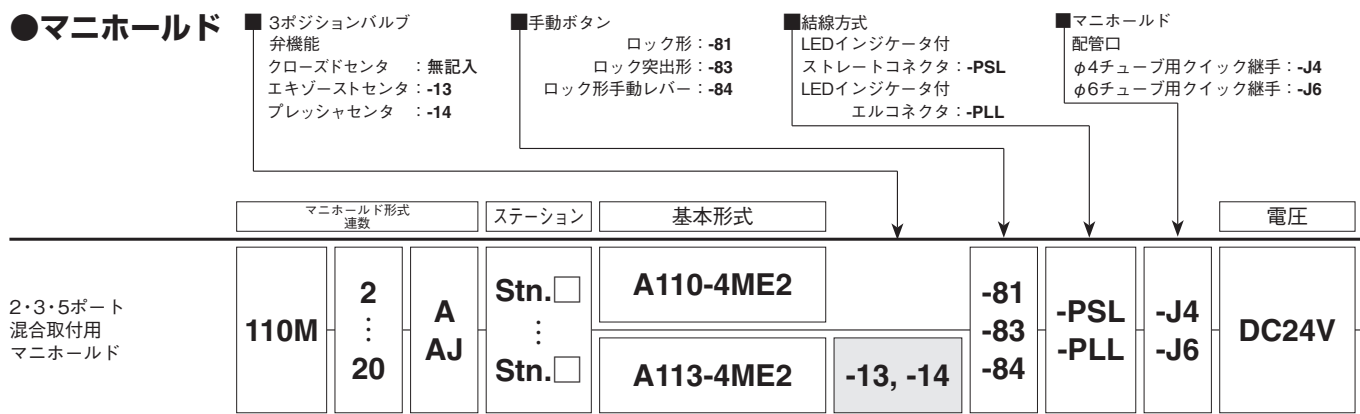 ●マニホールド
■ 3ポジションバルブ
弁機能
クローズドセンタ ：無記入
エキゾーストセンタ：-13
プレッシャセンタ ：-14
■手動ボタン
ロック形：-81
ロック突出形：-83
ロック形手動レバー：-84
■結線方式
LEDインジケータ付
ストレートコネクタ：-PSL
LEDインジケータ付
エルコネクタ：-PLL
■マニホールド
配管口
φ4チューブ用クイック継手：-J4
φ6チューブ用クイック継手：-J6
マニホールド形式
連数
ステーション
基本形式
電圧
2・3・5ポート
混合取付用
マニホールド
110M
2
⋮
20
A
AJ
Stn.□
⋮
Stn.□
A110-4ME2
A113-4ME2
-13, -14
-81
-83
-84
-PSL
-PLL
-J4
-J6
DC24V